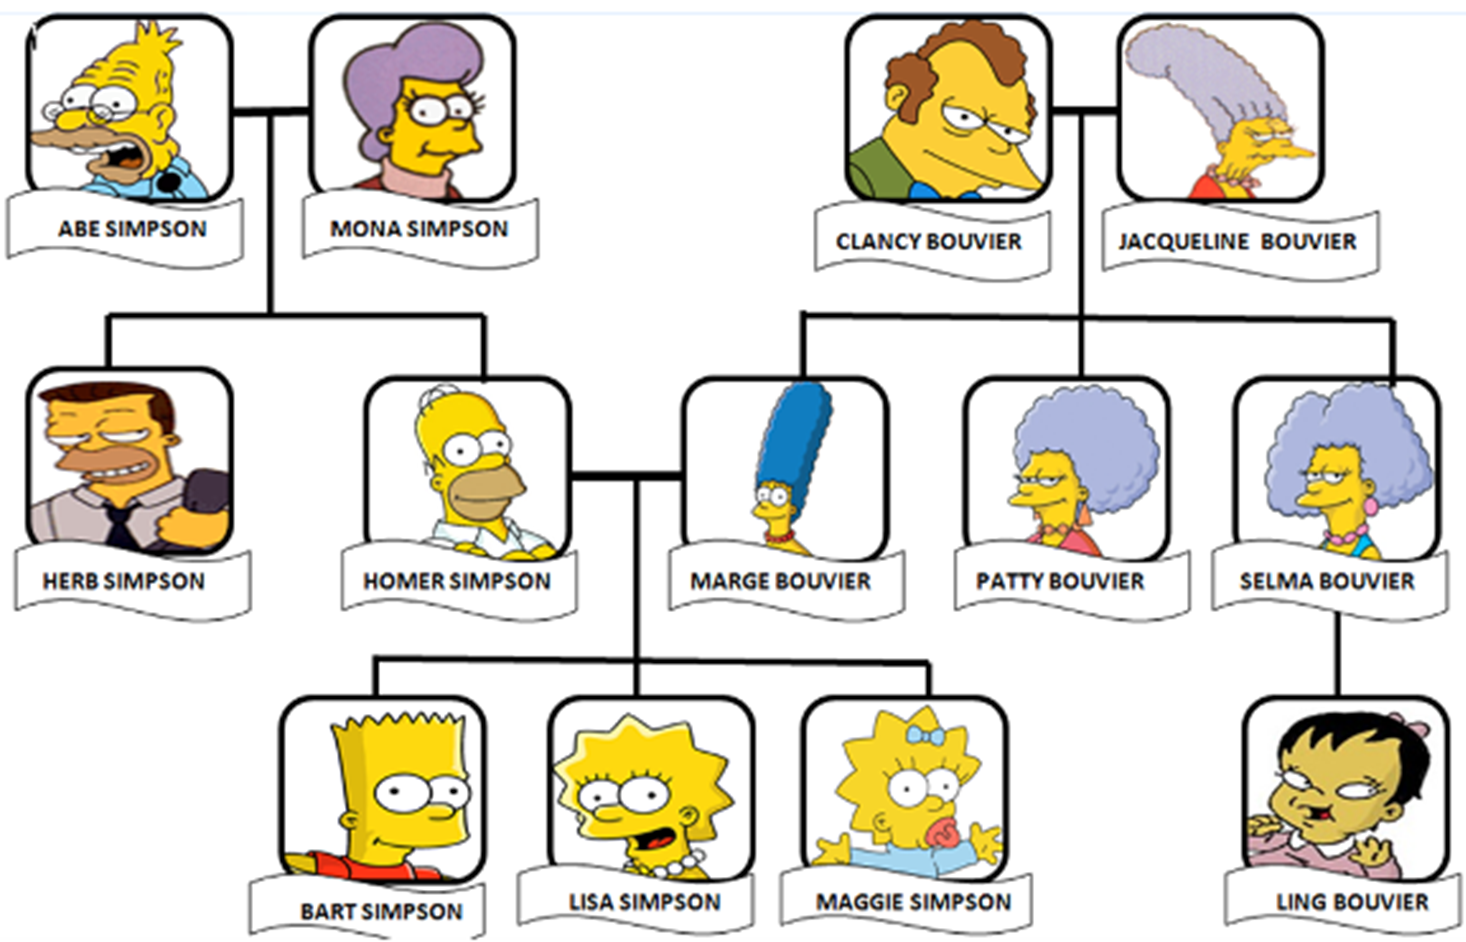 ABE SIMPSON
MONA SIMPSON
CLANCY BOUVIER
JACQUELINE BOUVIER
HERB SIMPSON
HOMER SIMPSON
MARGE BOUVIER
PATTY BOUVIER
SELMA BOUVIER
BART SIMPSON
LISA SIMPSON
MAGGIE SIMPSON
LING BOUVIER